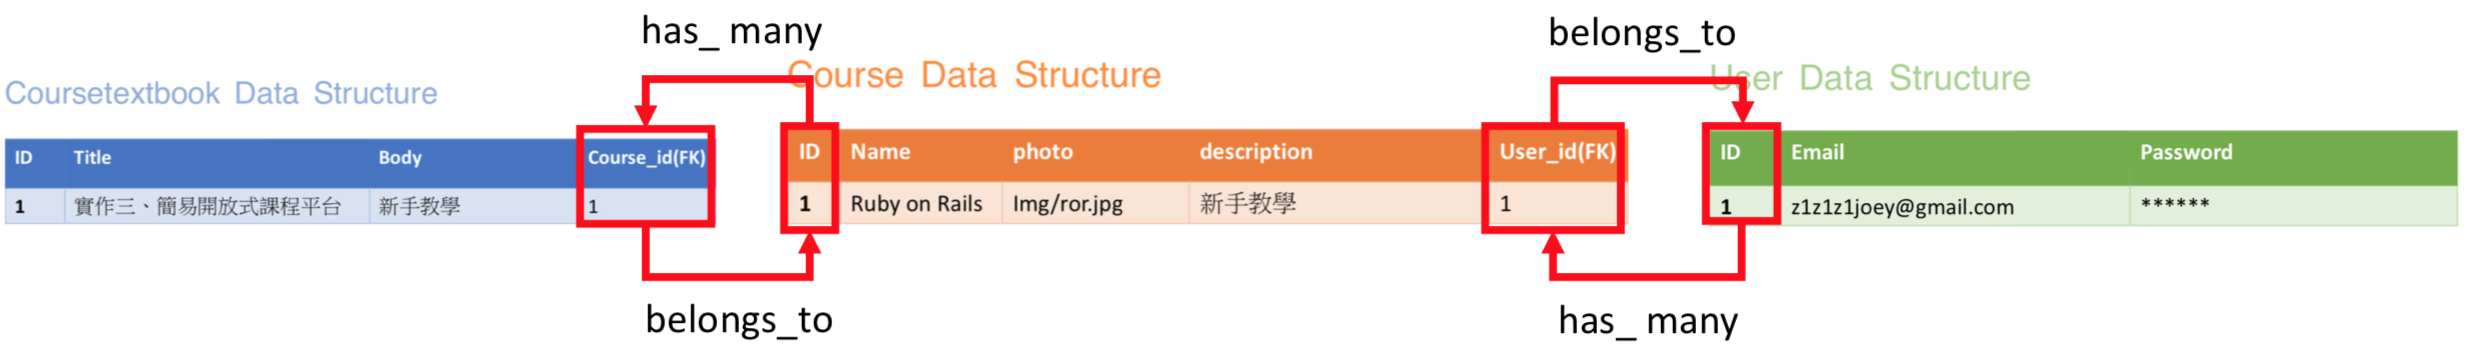 has_ many
belongs_to
Coursetextbook Data Structure
Course Data Structure
User Data Structure
ID Title Body Course_id(FK)
1 實作三、簡易開放式課程平台 新手教學 1
ID Name photo description User_id(FK)
1 Ruby on Rails Img/ror.jpg 新手教學 1
ID Email Password
1 z1z1z1joey@gmail.com ******
belongs_to
has_ many